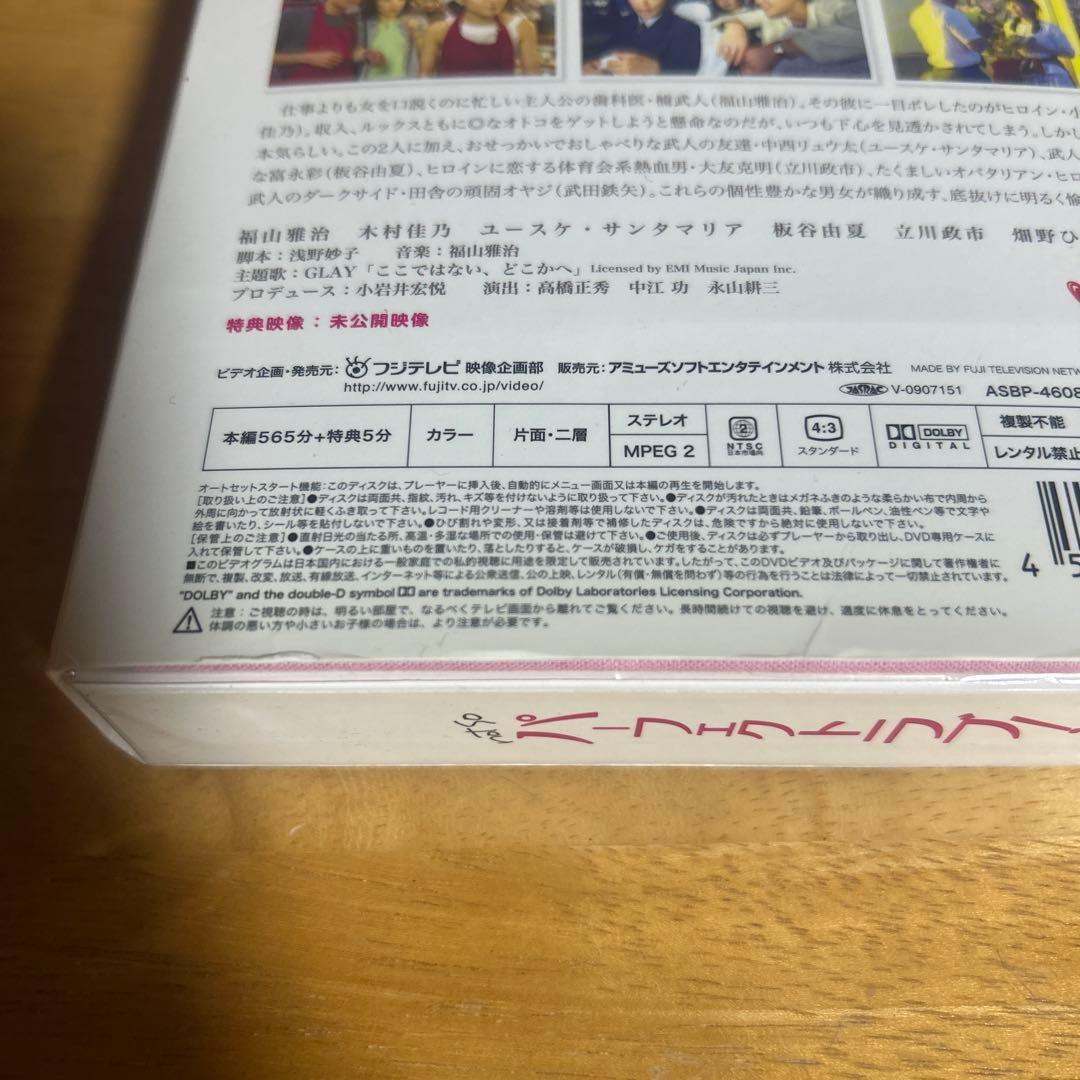 仕事よりも女を口説くのに忙しい主人公の歯科医・楠武人(福山雅治)。その彼に一目ボレしたのがヒロイン・小
佳乃)。収入、ルックスともに◎なオトコをゲットしようと懸命なのだが、いつも下心を見透かされてしまう。しかし
本気らしい。この2人に加え、おせっかいでおしゃべりな武人の友達・中西リュウ太(ユースケ・サンタマリア)、武人
な富永彩(板谷由夏)、ヒロインに恋する体育会系熱血男・大友克明(立川政市)、たくましいオバタリアン・ヒロ
武人のダークサイド・田舎の頑固オヤジ(武田鉄矢)。これらの個性豊かな男女が織り成す、底抜けに明るく愉
福山雅治 木村佳乃 ユースケ・サンタマリア 板谷由夏 立川政市 畑野ひ
脚本：浅野妙子 音楽：福山雅治
主題歌：GLAY「ここではない、どこかへ」Licensed by EMI Music Japan Inc.
プロデュース：小岩井宏悦 演出：高橋正秀 中江 功 永山耕三
特典映像：未公開映像
ビデオ企画・発売元： フジテレビ 映像企画部 販売元：アミューズソフトエンタテインメント 株式会社 MADE BY FUJI TELEVISION NETW
http://www.fujitv.co.jp/video/
JASRAC V-0907151 ASBP-4608
本編565分+特典5分 カラー 片面・二層 ステレオ MPEG 2 2 NTSC 日本市場向 4:3 スタンダード DOLBY DIGITAL 複製不能 レンタル禁止
オートセットスタート機能：このディスクは、プレーヤーに挿入後、自動的にメニュー画面又は本編の再生を開始します。
[取り扱い上のご注意]●ディスクは両面共、指紋、汚れ、キズ等を付けないように取り扱って下さい。●ディスクが汚れたときはメガネふきのような柔らかい布で内周から
外周に向かって放射状に軽くふき取って下さい。レコード用クリーナーや溶剤等は使用しないで下さい。●ディスクは両面共、鉛筆、ボールペン、油性ペン等で文字や
絵を書いたり、シール等を貼付しないで下さい。●ひび割れや変形、又は接着剤等で補修したディスクは、危険ですから絶対に使用しないで下さい。
[保管上のご注意]●直射日光の当たる所、高温・多湿な場所での使用・保管は避けて下さい。●ご使用後、ディスクは必ずプレーヤーから取り出し、DVD専用ケースに
入れて保管して下さい。●ケースの上に重いものを置いたり、落としたりすると、ケースが破損し、ケガをすることがあります。
■このビデオグラムは日本国内における一般家庭での私的視聴に用途を限定して販売されています。したがって、このDVDビデオ及びパッケージに関して著作権者に
無断で、複製、改変、放送、有線放送、インターネット等による公衆送信、公の上映、レンタル(有償・無償を問わず)等の行為を行うことは法律によって一切禁止されています。
"DOLBY" and the double-D symbol are trademarks of Dolby Laboratories Licensing Corporation.
注意：ご視聴の時は、明るい部屋で、なるべくテレビ画面から離れてご覧ください。長時間続けての視聴を避け、適度に休息をとってください。
体調の悪い方や小さいお子様の場合は、より注意が必要です。
4 5
パーフェクトラブ！